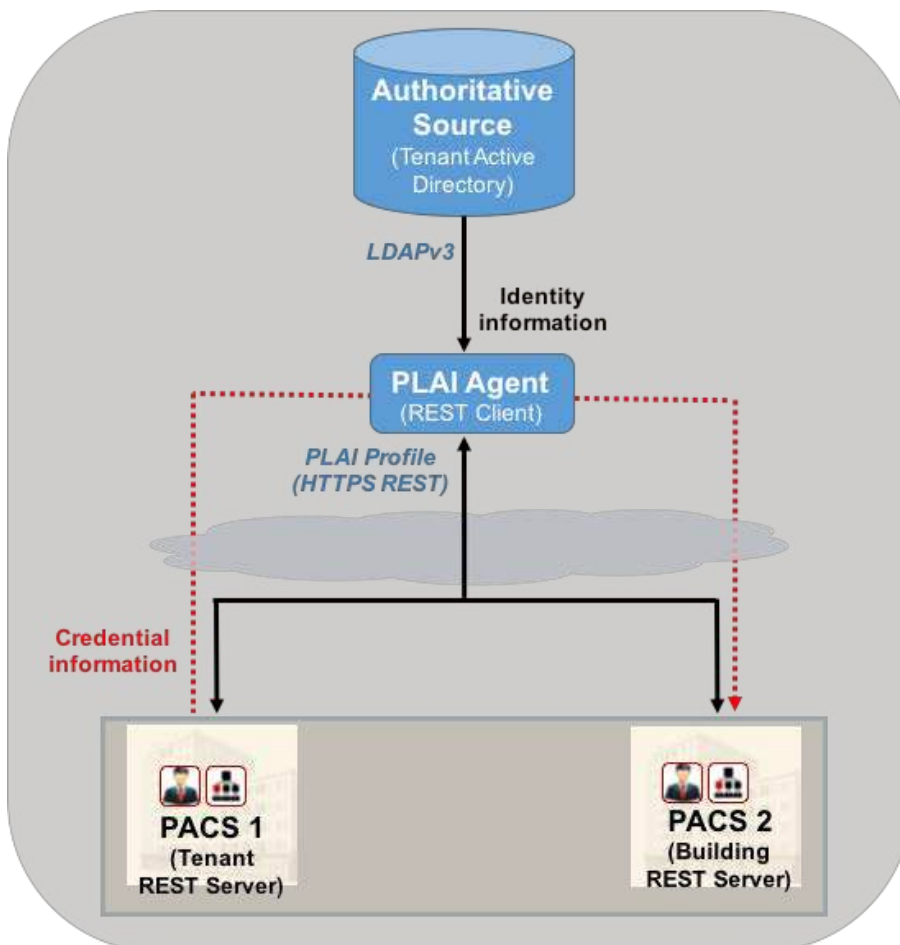 Authoritative
Source
(Tenant Active
Directory)
LDAPv3
Identity
information
PLAI Agent
(REST Client)
PLAI Profile
(HTTPS REST)
Credential
information
PACS 1
(Tenant
REST Server)
PACS 2
(Building
REST Server)